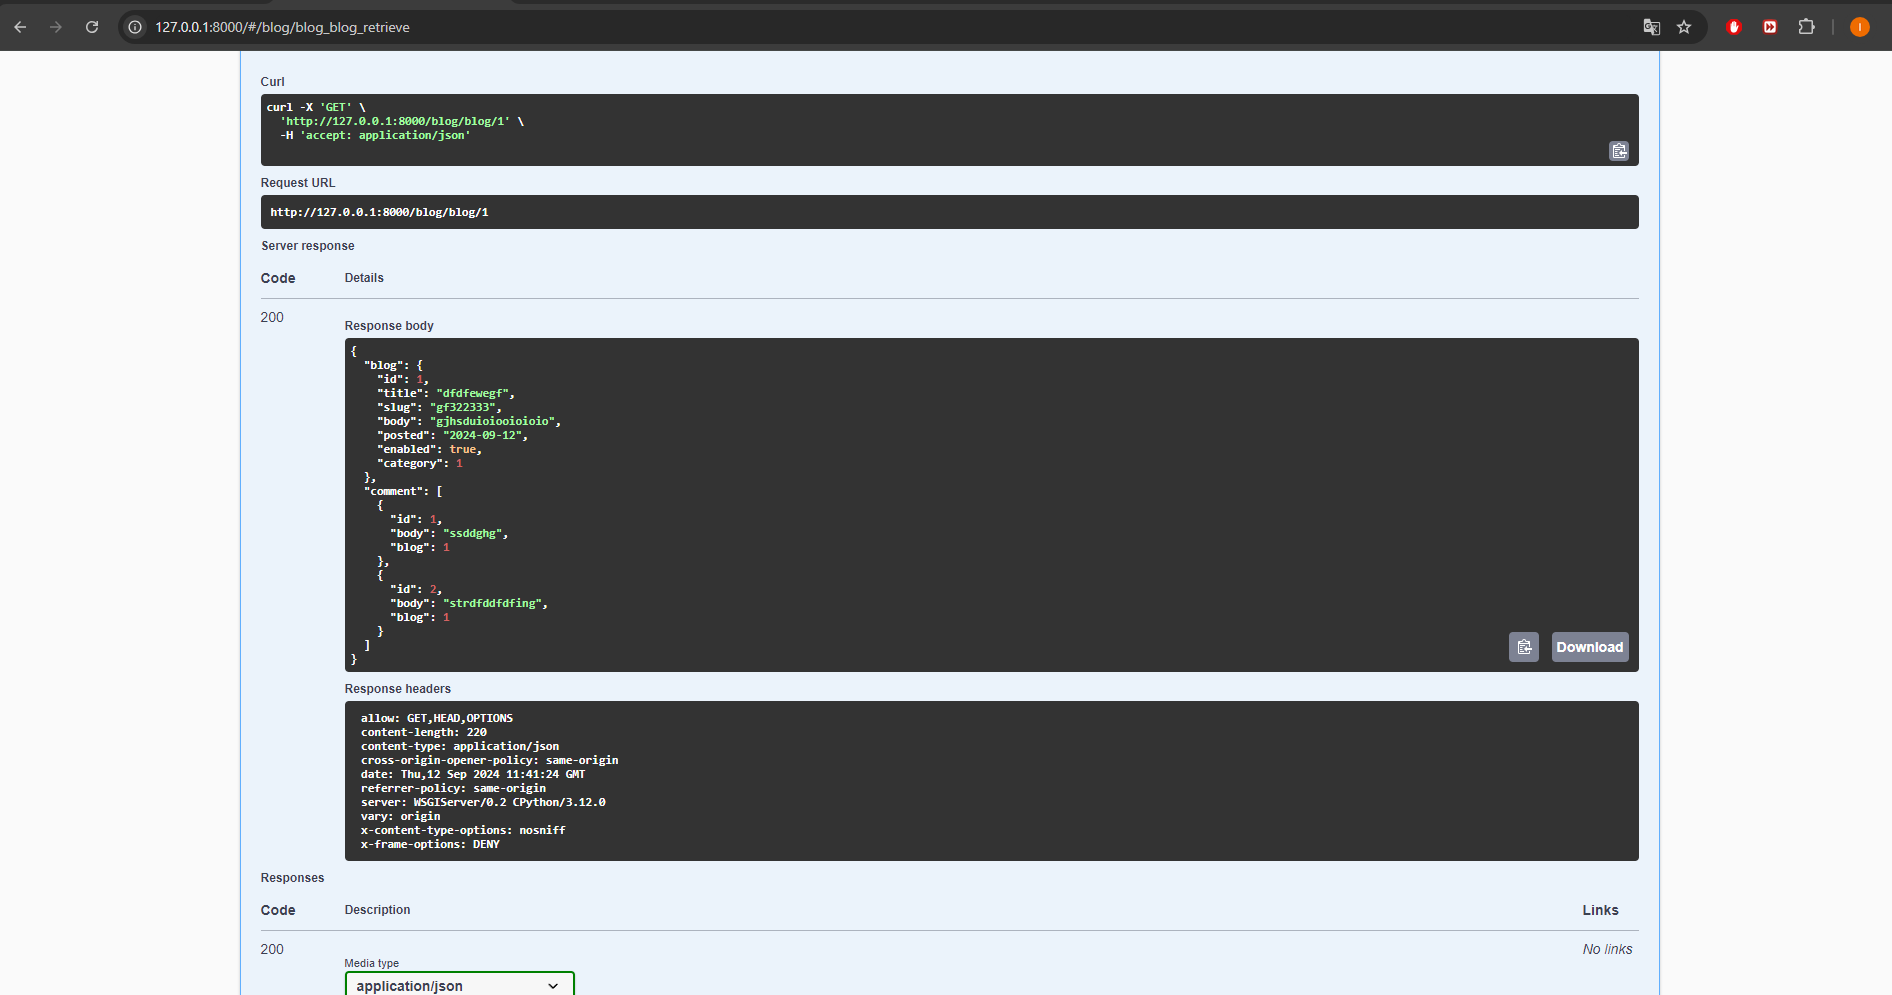 127.0.0.1:8000/#/blog/blog_blog_retrieve
Curl
curl -X 'GET' \
  'http://127.0.0.1:8000/blog/blog/1' \
  -H 'accept: application/json'
Request URL
http://127.0.0.1:8000/blog/blog/1
Server response
Code Details
200
Response body
{
  "blog": {
    "id": 1,
    "title": "dfdfewegf",
    "slug": "gf322333",
    "body": "gjhsduioiooioioio",
    "posted": "2024-09-12",
    "enabled": true,
    "category": 1
  },
  "comment": [
    {
      "id": 1,
      "body": "ssddghg",
      "blog": 1
    },
    {
      "id": 2,
      "body": "strdfddfdfing",
      "blog": 1
    }
  ]
}
Download
Response headers
allow: GET,HEAD,OPTIONS
content-length: 220
content-type: application/json
cross-origin-opener-policy: same-origin
date: Thu,12 Sep 2024 11:41:24 GMT
referrer-policy: same-origin
server: WSGIServer/0.2 CPython/3.12.0
vary: origin
x-content-type-options: nosniff
x-frame-options: DENY
Responses
Code Description Links
200 No links
Media type
application/json